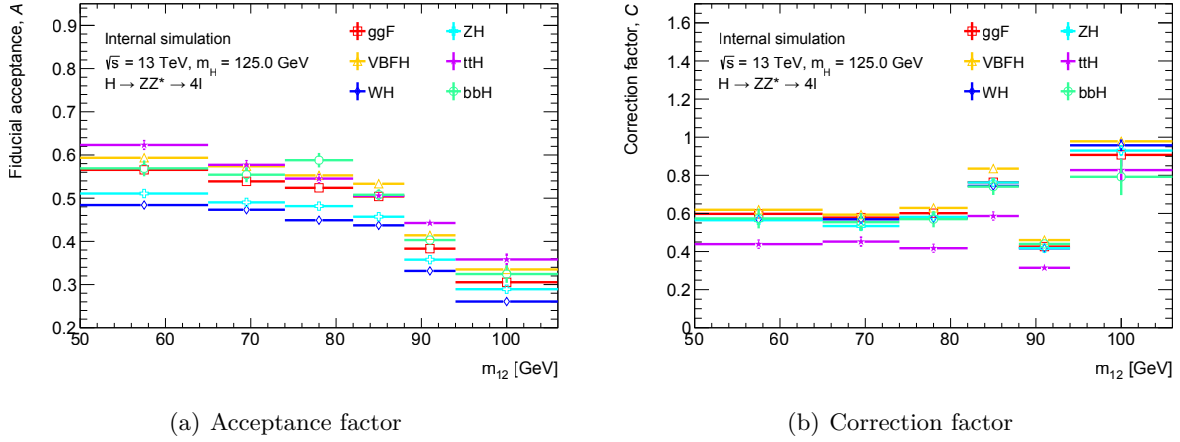 Fiducial acceptance, A
0.9
0.8
0.7
0.6
0.5
0.4
0.3
0.2
Internal simulation
√s = 13 TeV, m_H = 125.0 GeV
H → ZZ* → 4l
ggF
VBFH
WH
ZH
ttH
bbH
50 60 70 80 90 100
m₁₂ [GeV]
(a) Acceptance factor
Correction factor, C
1.6
1.4
1.2
1
0.8
0.6
0.4
0.2
0
Internal simulation
√s = 13 TeV, m_H = 125.0 GeV
H → ZZ* → 4l
ggF
VBFH
WH
ZH
ttH
bbH
50 60 70 80 90 100
m₁₂ [GeV]
(b) Correction factor